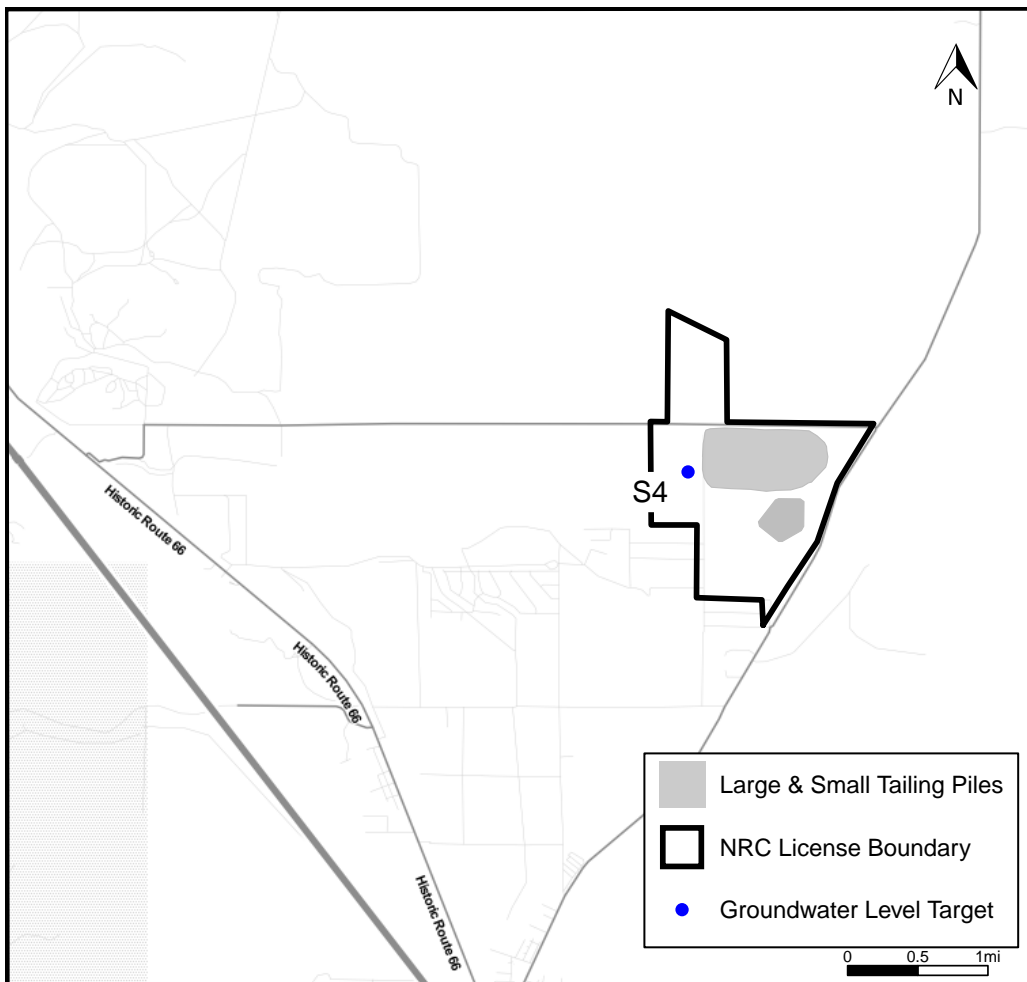 N
S4
Historic Route 66
Historic Route 66
Historic Route 66
Large & Small Tailing Piles
NRC License Boundary
Groundwater Level Target
0 0.5 1mi